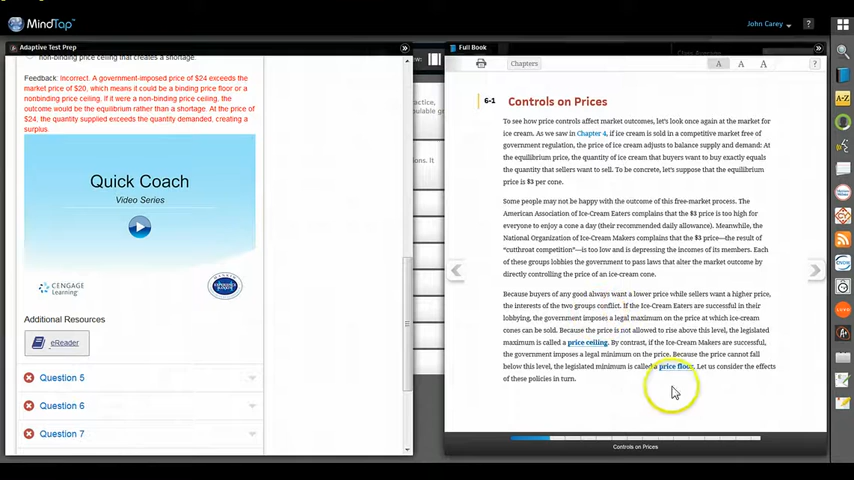 MindTap
John Carey
?
Adaptive Test Prep
Full Book
non-binding price ceiling that creates a shortage.
Feedback: Incorrect. A government-imposed price of $24 exceeds the
market price of $20, which means it could be a binding price floor or a
nonbinding price ceiling. If it were a non-binding price ceiling, the
outcome would be the equilibrium rather than a shortage. At the price of
$24, the quantity supplied exceeds the quantity demanded, creating a
surplus.
Quick Coach
Video Series
CENGAGE
Learning
Additional Resources
eReader
Question 5
Question 6
Question 7
Chapters
A
A
A
?
6-1 Controls on Prices
To see how price controls affect market outcomes, let's look once again at the market for
ice cream. As we saw in Chapter 4, if ice cream is sold in a competitive market free of
government regulation, the price of ice cream adjusts to balance supply and demand: At
the equilibrium price, the quantity of ice cream that buyers want to buy exactly equals
the quantity that sellers want to sell. To be concrete, let's suppose that the equilibrium
price is $3 per cone.
Some people may not be happy with the outcome of this free-market process. The
American Association of Ice-Cream Eaters complains that the $3 price is too high for
everyone to enjoy a cone a day (their recommended daily allowance). Meanwhile, the
National Organization of Ice-Cream Makers complains that the $3 price—the result of
"cutthroat competition"—is too low and is depressing the incomes of its members. Each
of these groups lobbies the government to pass laws that alter the market outcome by
directly controlling the price of an ice-cream cone.
Because buyers of any good always want a lower price while sellers want a higher price,
the interests of the two groups conflict. If the Ice-Cream Eaters are successful in their
lobbying, the government imposes a legal maximum on the price at which ice-cream
cones can be sold. Because the price is not allowed to rise above this level, the legislated
maximum is called a price ceiling. By contrast, if the Ice-Cream Makers are successful,
the government imposes a legal minimum on the price. Because the price cannot fall
below this level, the legislated minimum is called a price floor. Let us consider the effects
of these policies in turn.
Controls on Prices
A-Z